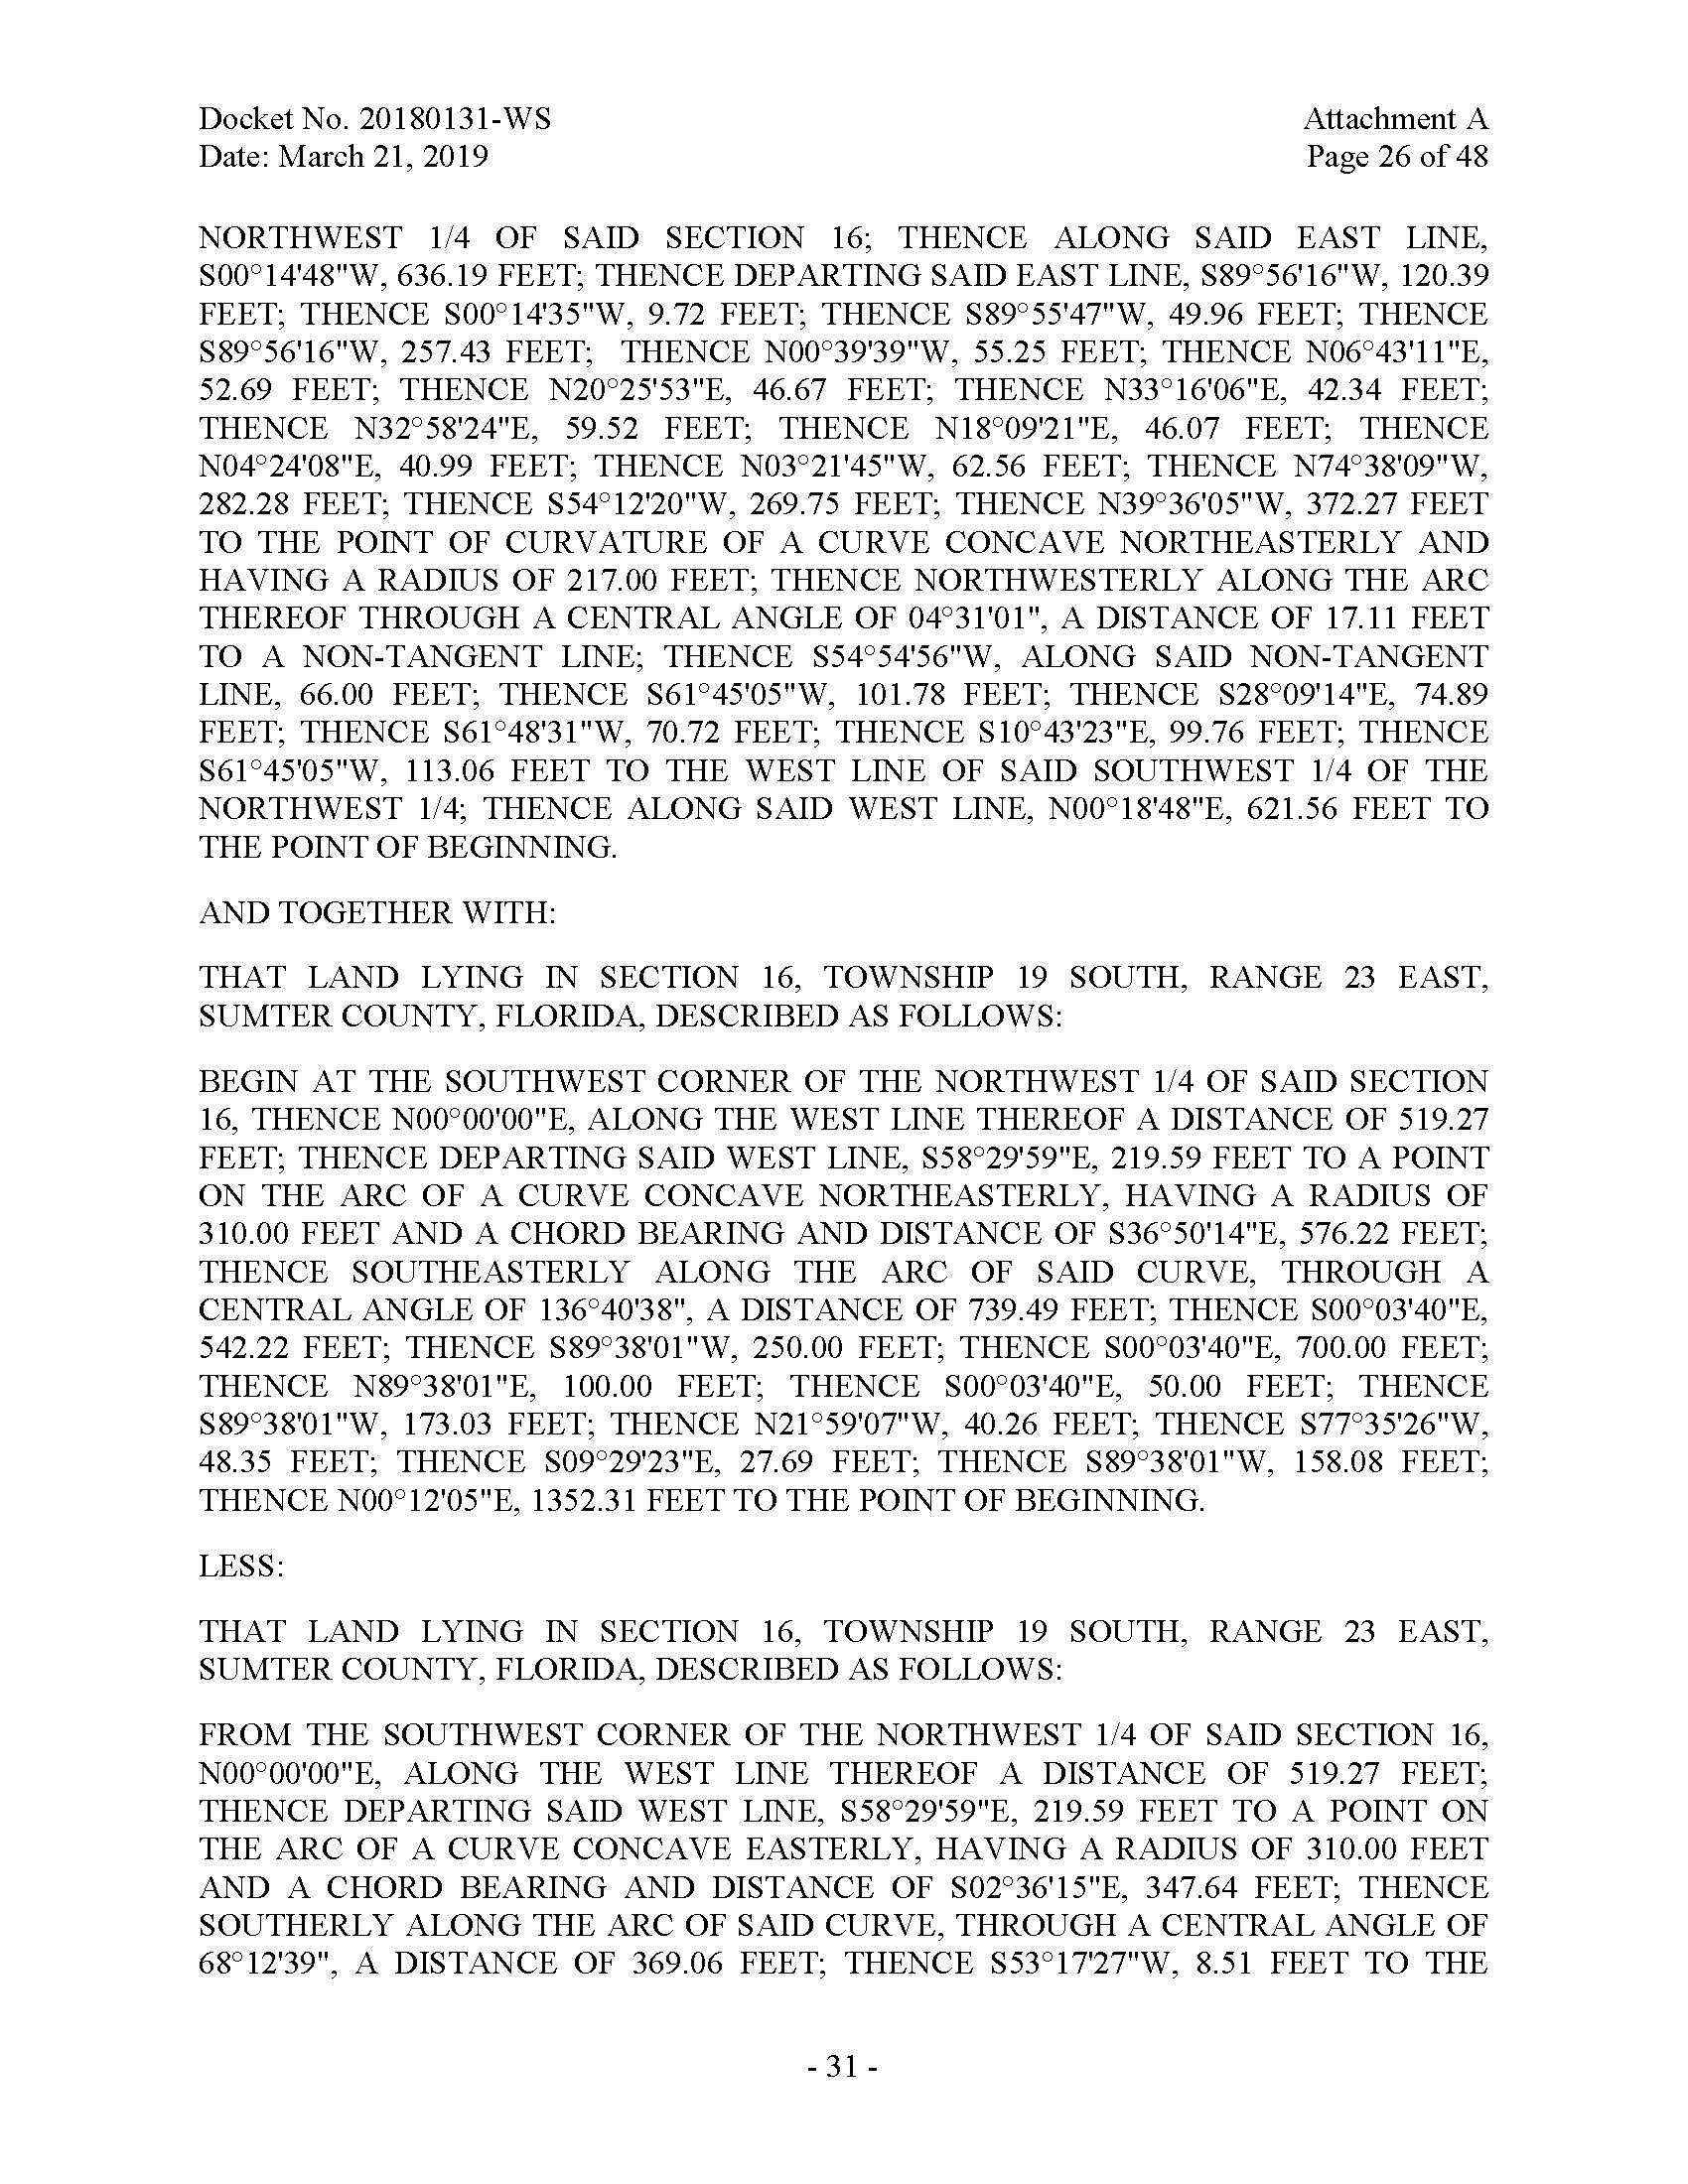 Docket No. 20180131-WS Attachment A
Date: March 21, 2019 Page 26 of 48
NORTHWEST 1/4 OF SAID SECTION 16; THENCE ALONG SAID EAST LINE,
S00°14'48"W, 636.19 FEET; THENCE DEPARTING SAID EAST LINE, S89°56'16"W, 120.39
FEET; THENCE S00°14'35"W, 9.72 FEET; THENCE S89°55'47"W, 49.96 FEET; THENCE
S89°56'16"W, 257.43 FEET; THENCE N00°39'39"W, 55.25 FEET; THENCE N06°43'11"E,
52.69 FEET; THENCE N20°25'53"E, 46.67 FEET; THENCE N33°16'06"E, 42.34 FEET;
THENCE N32°58'24"E, 59.52 FEET; THENCE N18°09'21"E, 46.07 FEET; THENCE
N04°24'08"E, 40.99 FEET; THENCE N03°21'45"W, 62.56 FEET; THENCE N74°38'09"W,
282.28 FEET; THENCE S54°12'20"W, 269.75 FEET; THENCE N39°36'05"W, 372.27 FEET
TO THE POINT OF CURVATURE OF A CURVE CONCAVE NORTHEASTERLY AND
HAVING A RADIUS OF 217.00 FEET; THENCE NORTHWESTERLY ALONG THE ARC
THEREOF THROUGH A CENTRAL ANGLE OF 04°31'01", A DISTANCE OF 17.11 FEET
TO A NON-TANGENT LINE; THENCE S54°54'56"W, ALONG SAID NON-TANGENT
LINE, 66.00 FEET; THENCE S61°45'05"W, 101.78 FEET; THENCE S28°09'14"E, 74.89
FEET; THENCE S61°48'31"W, 70.72 FEET; THENCE S10°43'23"E, 99.76 FEET; THENCE
S61°45'05"W, 113.06 FEET TO THE WEST LINE OF SAID SOUTHWEST 1/4 OF THE
NORTHWEST 1/4; THENCE ALONG SAID WEST LINE, N00°18'48"E, 621.56 FEET TO
THE POINT OF BEGINNING.
AND TOGETHER WITH:
THAT LAND LYING IN SECTION 16, TOWNSHIP 19 SOUTH, RANGE 23 EAST,
SUMTER COUNTY, FLORIDA, DESCRIBED AS FOLLOWS:
BEGIN AT THE SOUTHWEST CORNER OF THE NORTHWEST 1/4 OF SAID SECTION
16, THENCE N00°00'00"E, ALONG THE WEST LINE THEREOF A DISTANCE OF 519.27
FEET; THENCE DEPARTING SAID WEST LINE, S58°29'59"E, 219.59 FEET TO A POINT
ON THE ARC OF A CURVE CONCAVE NORTHEASTERLY, HAVING A RADIUS OF
310.00 FEET AND A CHORD BEARING AND DISTANCE OF S36°50'14"E, 576.22 FEET;
THENCE SOUTHEASTERLY ALONG THE ARC OF SAID CURVE, THROUGH A
CENTRAL ANGLE OF 136°40'38", A DISTANCE OF 739.49 FEET; THENCE S00°03'40"E,
542.22 FEET; THENCE S89°38'01"W, 250.00 FEET; THENCE S00°03'40"E, 700.00 FEET;
THENCE N89°38'01"E, 100.00 FEET; THENCE S00°03'40"E, 50.00 FEET; THENCE
S89°38'01"W, 173.03 FEET; THENCE N21°59'07"W, 40.26 FEET; THENCE S77°35'26"W,
48.35 FEET; THENCE S09°29'23"E, 27.69 FEET; THENCE S89°38'01"W, 158.08 FEET;
THENCE N00°12'05"E, 1352.31 FEET TO THE POINT OF BEGINNING.
LESS:
THAT LAND LYING IN SECTION 16, TOWNSHIP 19 SOUTH, RANGE 23 EAST,
SUMTER COUNTY, FLORIDA, DESCRIBED AS FOLLOWS:
FROM THE SOUTHWEST CORNER OF THE NORTHWEST 1/4 OF SAID SECTION 16,
N00°00'00"E, ALONG THE WEST LINE THEREOF A DISTANCE OF 519.27 FEET;
THENCE DEPARTING SAID WEST LINE, S58°29'59"E, 219.59 FEET TO A POINT ON
THE ARC OF A CURVE CONCAVE EASTERLY, HAVING A RADIUS OF 310.00 FEET
AND A CHORD BEARING AND DISTANCE OF S02°36'15"E, 347.64 FEET; THENCE
SOUTHERLY ALONG THE ARC OF SAID CURVE, THROUGH A CENTRAL ANGLE OF
68°12'39", A DISTANCE OF 369.06 FEET; THENCE S53°17'27"W, 8.51 FEET TO THE
- 31 -